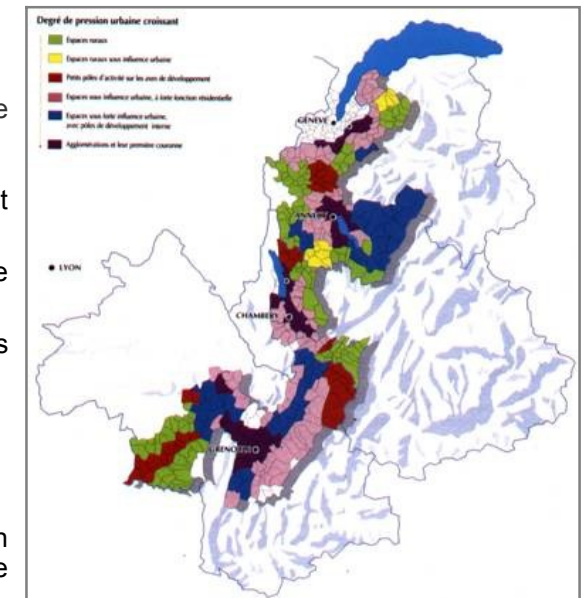 Degré de pression urbaine croissant
Espaces ruraux
Espaces ruraux sous influence urbaine
Petits pôles d'activité sur les axes de développement
Espaces sous influence urbaine, à forte fonction résidentielle
Espaces sous forte influence urbaine,
avec pôles de développement interne
Agglomérations et leur première couronne
GENÈVE
ANNECY
LYON
CHAMBÉRY
GRENOBLE
e
t
e
s
n
e